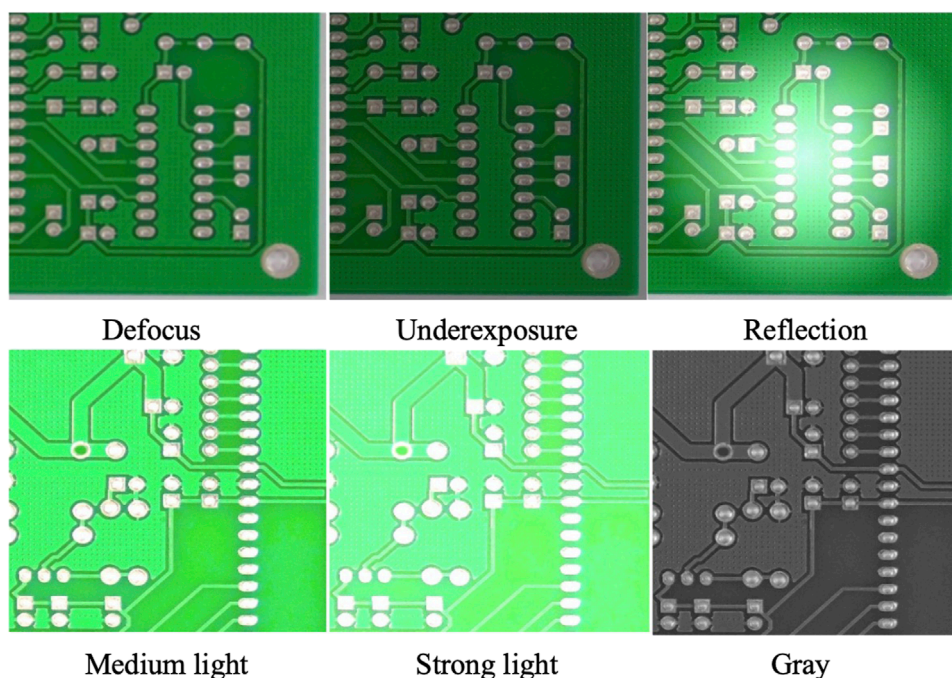 Defocus
Underexposure
Reflection
Medium light
Strong light
Gray